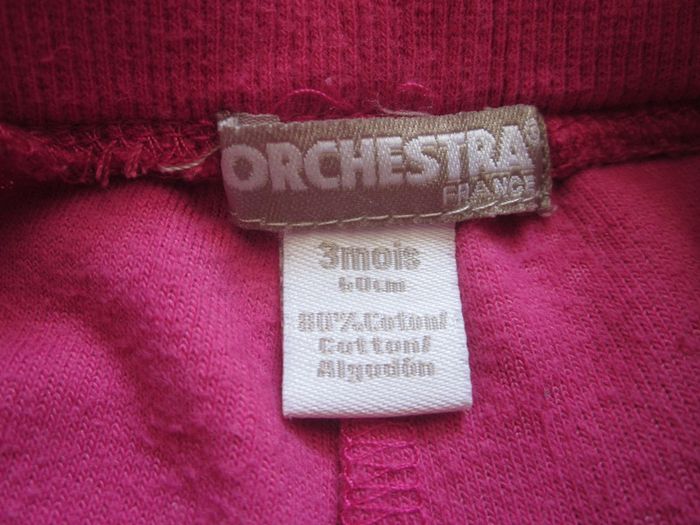 ORCHESTRA®
FRANCE
3mois
60cm
80%Coton/
Cotton/
Algodón